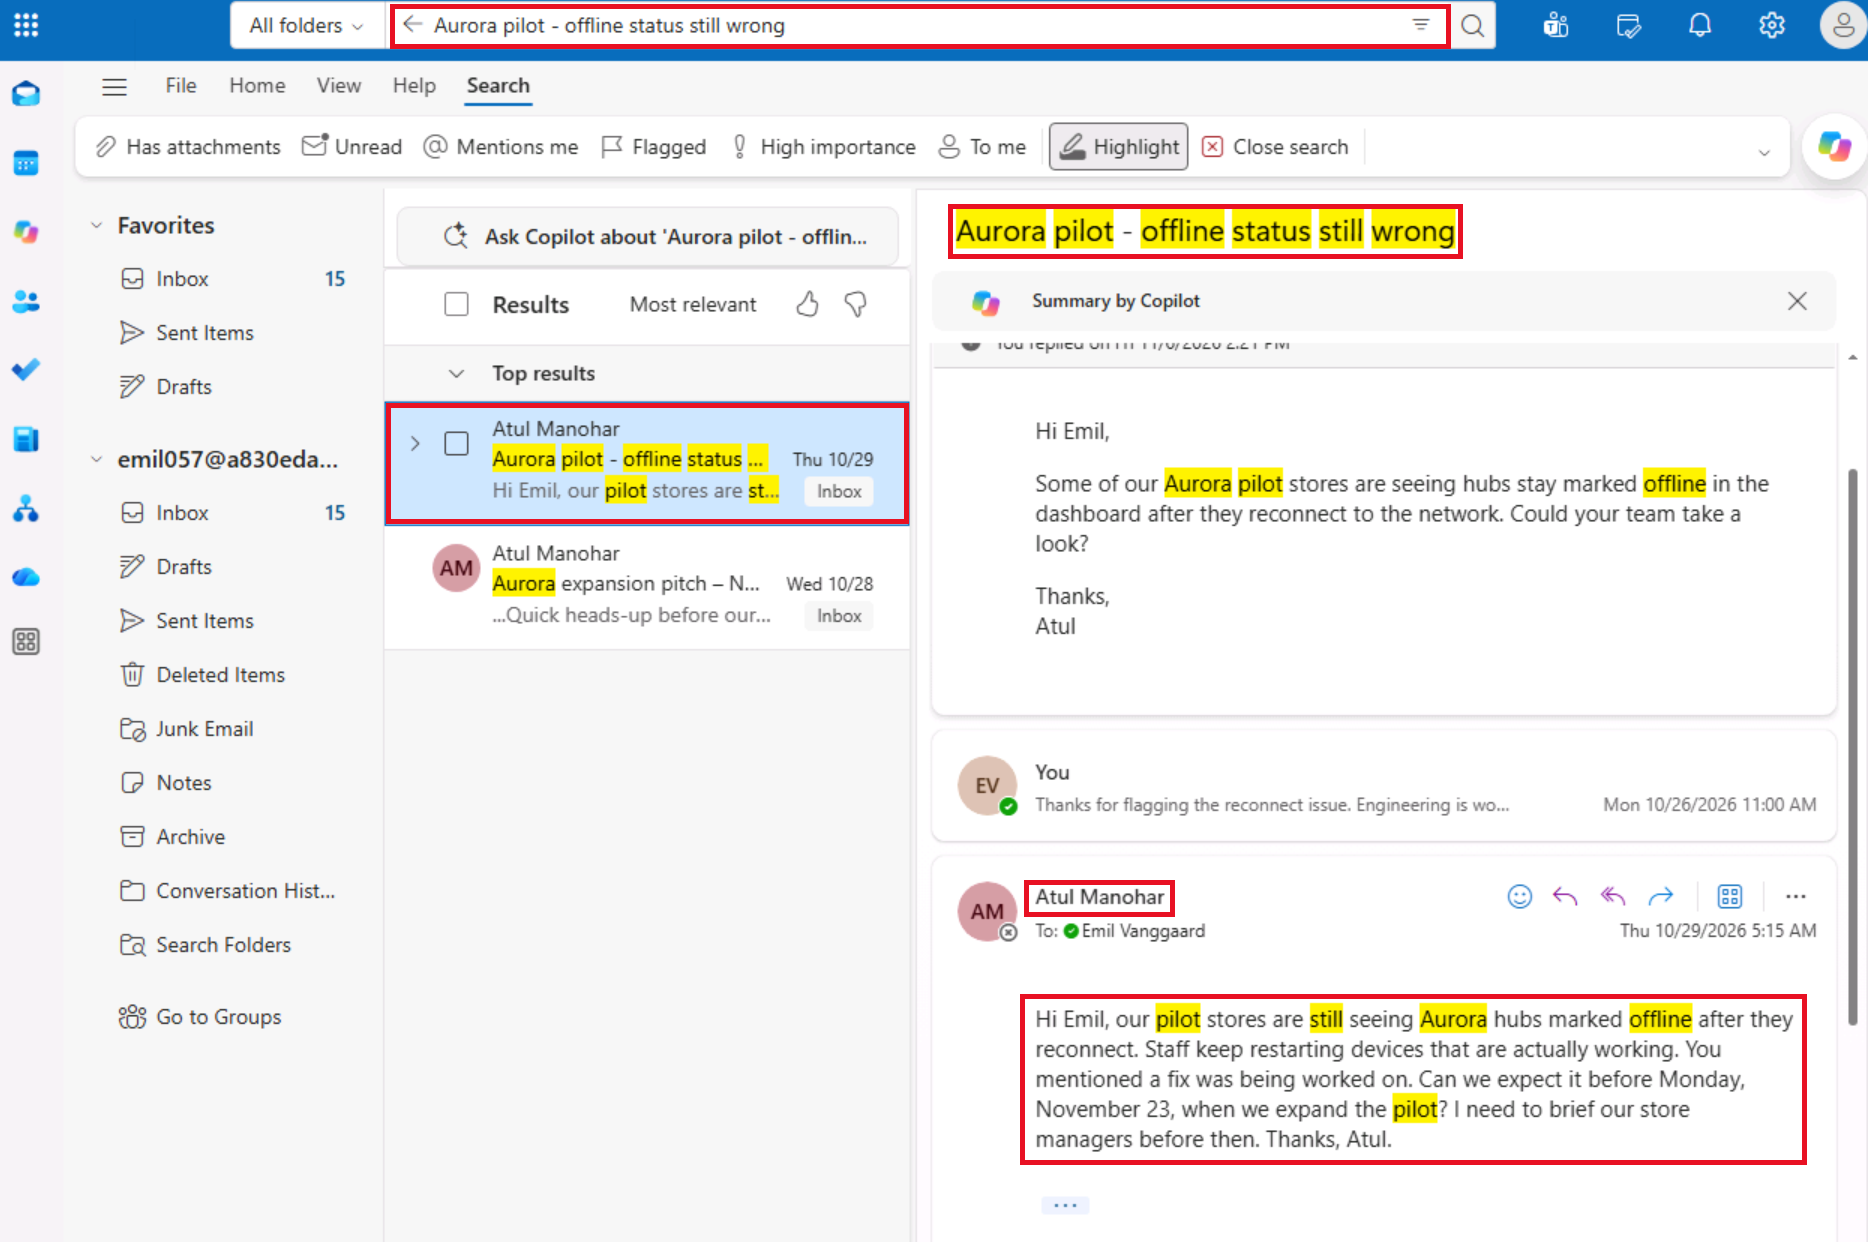 All folders
Aurora pilot - offline status still wrong
File Home View Help Search
Has attachments Unread Mentions me Flagged High importance To me Highlight Close search
Favorites
Inbox 15
Sent Items
Drafts
emil057@a830eda...
Inbox 15
Drafts
Sent Items
Deleted Items
Junk Email
Notes
Archive
Conversation Hist...
Search Folders
Go to Groups
Ask Copilot about 'Aurora pilot - offlin...
Results Most relevant
Top results
Atul Manohar
Aurora pilot - offline status ... Thu 10/29
Hi Emil, our pilot stores are st... Inbox
AM
Atul Manohar
Aurora expansion pitch – N... Wed 10/28
...Quick heads-up before our... Inbox
Aurora pilot - offline status still wrong
Summary by Copilot
You replied on Fri 11/6/2026 2:21 PM
Hi Emil,
Some of our Aurora pilot stores are seeing hubs stay marked offline in the
dashboard after they reconnect to the network. Could your team take a
look?
Thanks,
Atul
EV
You
Thanks for flagging the reconnect issue. Engineering is wo... Mon 10/26/2026 11:00 AM
AM
Atul Manohar
To: Emil Vanggaard Thu 10/29/2026 5:15 AM
Hi Emil, our pilot stores are still seeing Aurora hubs marked offline after they
reconnect. Staff keep restarting devices that are actually working. You
mentioned a fix was being worked on. Can we expect it before Monday,
November 23, when we expand the pilot? I need to brief our store
managers before then. Thanks, Atul.